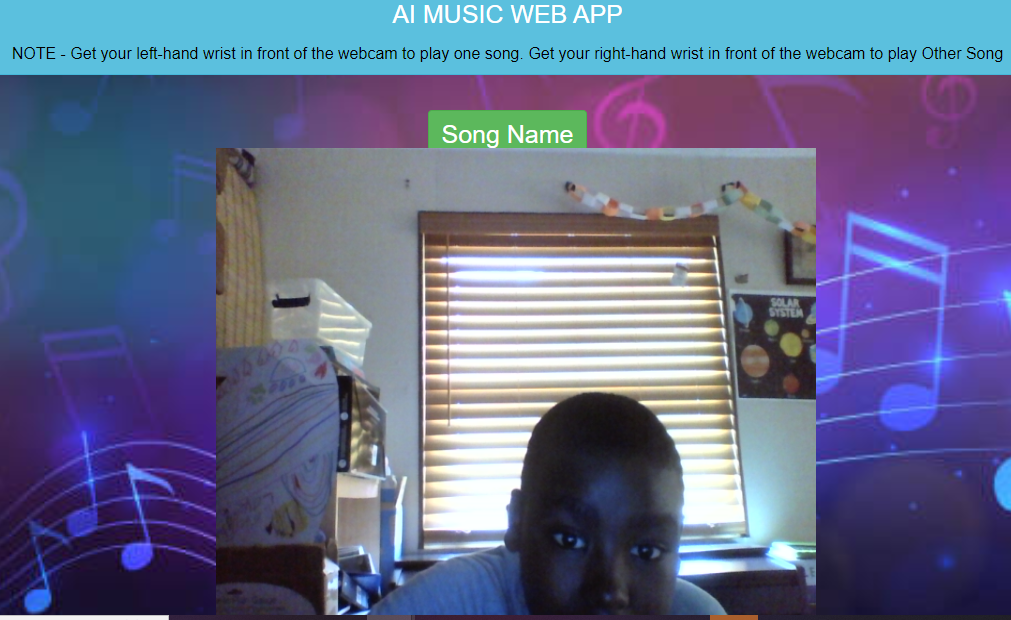 AI MUSIC WEB APP
NOTE - Get your left-hand wrist in front of the webcam to play one song. Get your right-hand wrist in front of the webcam to play Other Song
Song Name
SOLAR
SYSTEM